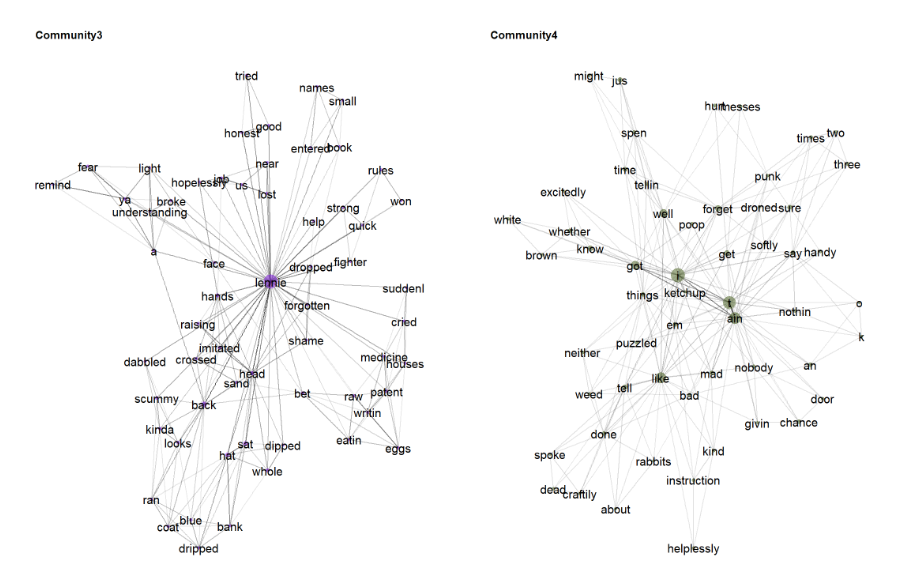 Community3
tried
names
small
good
honest
entered
book
near
fear
light
hopelessly
job
us
rules
remind
lost
ya
broke
understanding
strong
won
help
quick
a
face
dropped
fighter
lennie
suddenl
hands
forgotten
raising
cried
shame
imitated
crossed
dabbled
medicine
houses
head
sand
scummy
back
bet
raw
patent
writin
kinda
looks
sat
dipped
eatin
eggs
hat
whole
ran
coat
blue
bank
dripped
Community4
might
jus
hurt
messes
spen
times
two
time
tellin
punk
three
excitedly
well
forget
droned
sure
white
poop
whether
brown
know
get
softly
say
handy
got
i
things
ketchup
t
nothin
o
em
ain
k
neither
puzzled
like
mad
nobody
an
weed
tell
bad
door
givin
chance
done
spoke
rabbits
kind
instruction
dead
craftily
about
helplessly